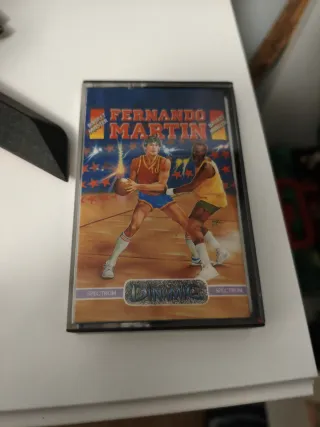 FERNANDO
MARTIN
DINAMIC
SPECTRUM
SPECTRUM